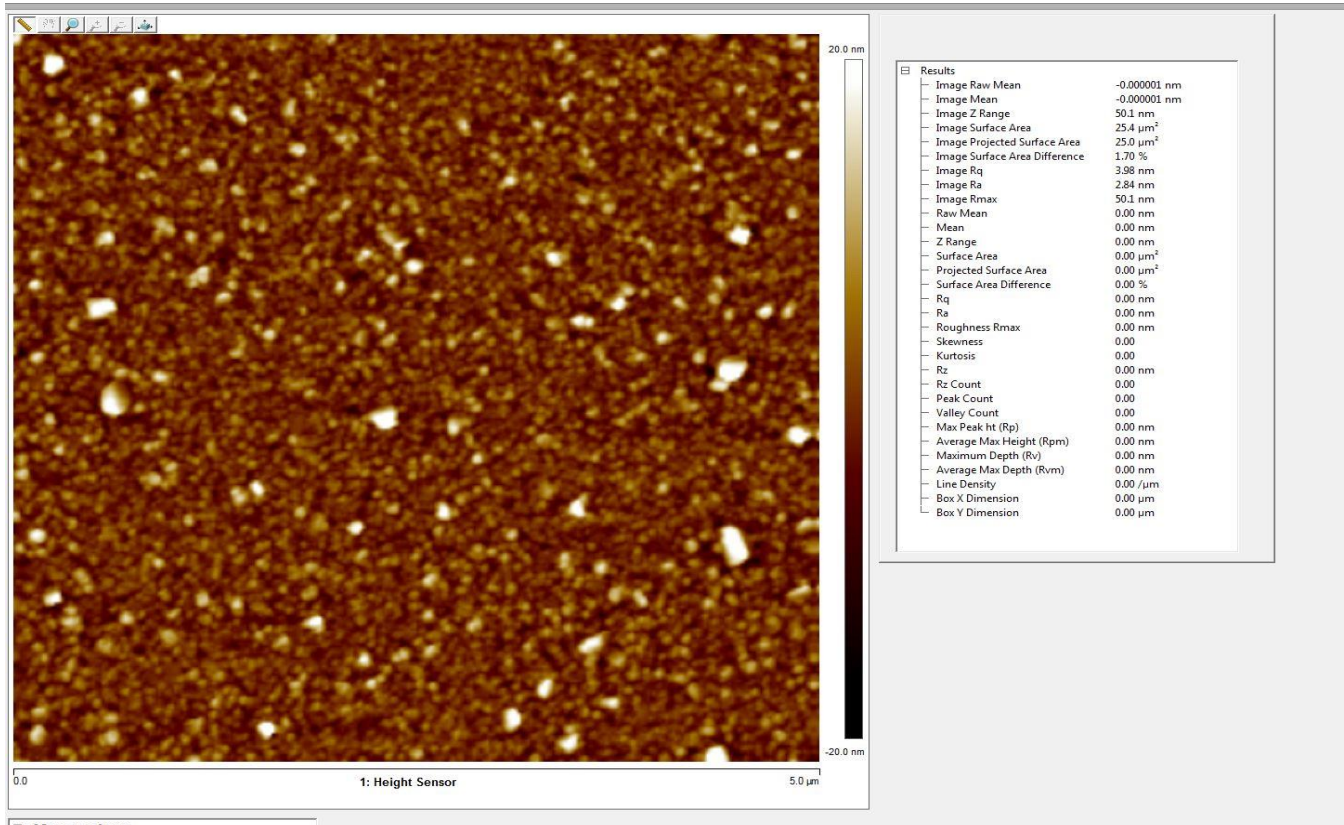 20.0 nm
-20.0 nm
0.0
1: Height Sensor
5.0 µm
Results
Image Raw Mean -0.000001 nm
Image Mean -0.000001 nm
Image Z Range 50.1 nm
Image Surface Area 25.4 µm²
Image Projected Surface Area 25.0 µm²
Image Surface Area Difference 1.70 %
Image Rq 3.98 nm
Image Ra 2.84 nm
Image Rmax 50.1 nm
Raw Mean 0.00 nm
Mean 0.00 nm
Z Range 0.00 nm
Surface Area 0.00 µm²
Projected Surface Area 0.00 µm²
Surface Area Difference 0.00 %
Rq 0.00 nm
Ra 0.00 nm
Roughness Rmax 0.00 nm
Skewness 0.00
Kurtosis 0.00
Rz 0.00 nm
Rz Count 0.00
Peak Count 0.00
Valley Count 0.00
Max Peak ht (Rp) 0.00 nm
Average Max Height (Rpm) 0.00 nm
Maximum Depth (Rv) 0.00 nm
Average Max Depth (Rvm) 0.00 nm
Line Density 0.00 /µm
Box X Dimension 0.00 µm
Box Y Dimension 0.00 µm